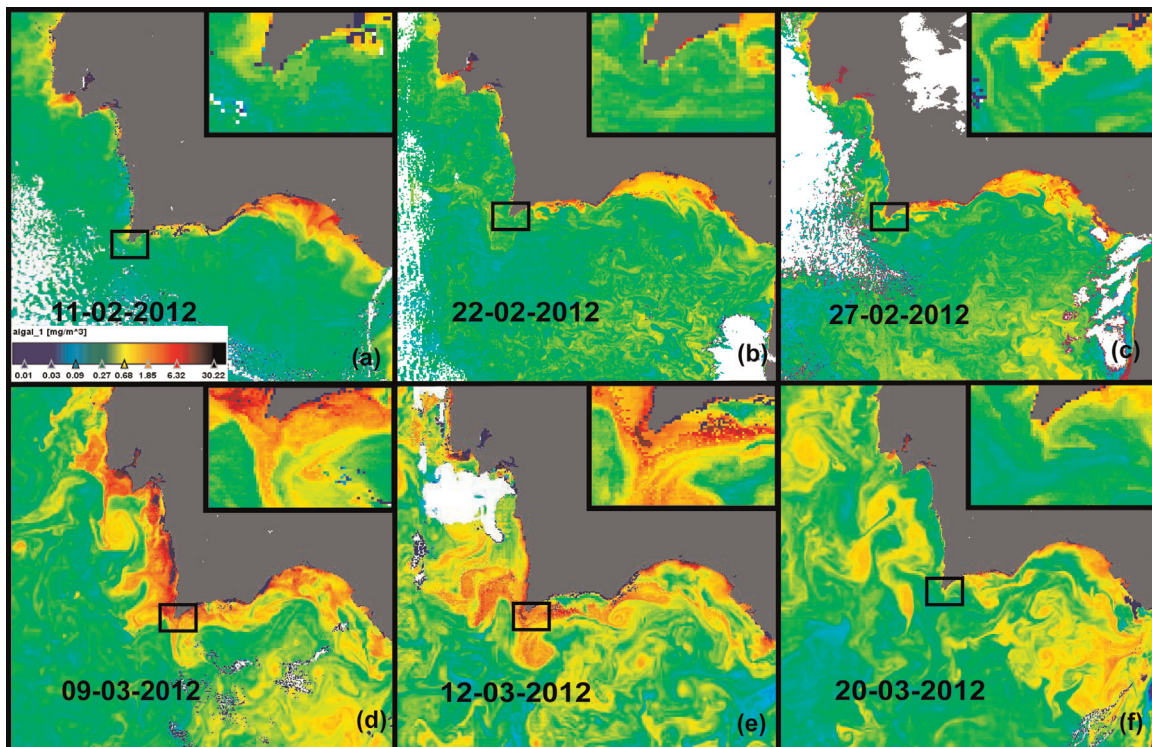 11-02-2012
(a)
algal_1 [mg/m^3]
0.01 0.03 0.09 0.27 0.68 1.85 6.32 30.22
22-02-2012
(b)
27-02-2012
(c)
09-03-2012
(d)
12-03-2012
(e)
20-03-2012
(f)